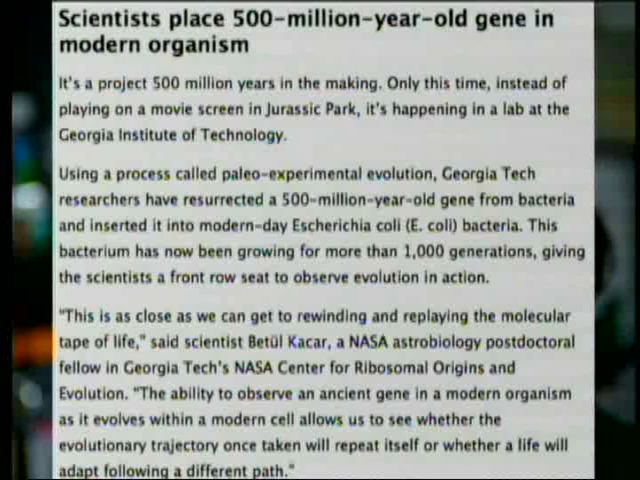 Scientists place 500-million-year-old gene in
modern organism
It's a project 500 million years in the making. Only this time, instead of
playing on a movie screen in Jurassic Park, it's happening in a lab at the
Georgia Institute of Technology.
Using a process called paleo-experimental evolution, Georgia Tech
researchers have resurrected a 500-million-year-old gene from bacteria
and inserted it into modern-day Escherichia coli (E. coli) bacteria. This
bacterium has now been growing for more than 1,000 generations, giving
the scientists a front row seat to observe evolution in action.
"This is as close as we can get to rewinding and replaying the molecular
tape of life," said scientist Betül Kacar, a NASA astrobiology postdoctoral
fellow in Georgia Tech's NASA Center for Ribosomal Origins and
Evolution. "The ability to observe an ancient gene in a modern organism
as it evolves within a modern cell allows us to see whether the
evolutionary trajectory once taken will repeat itself or whether a life will
adapt following a different path."